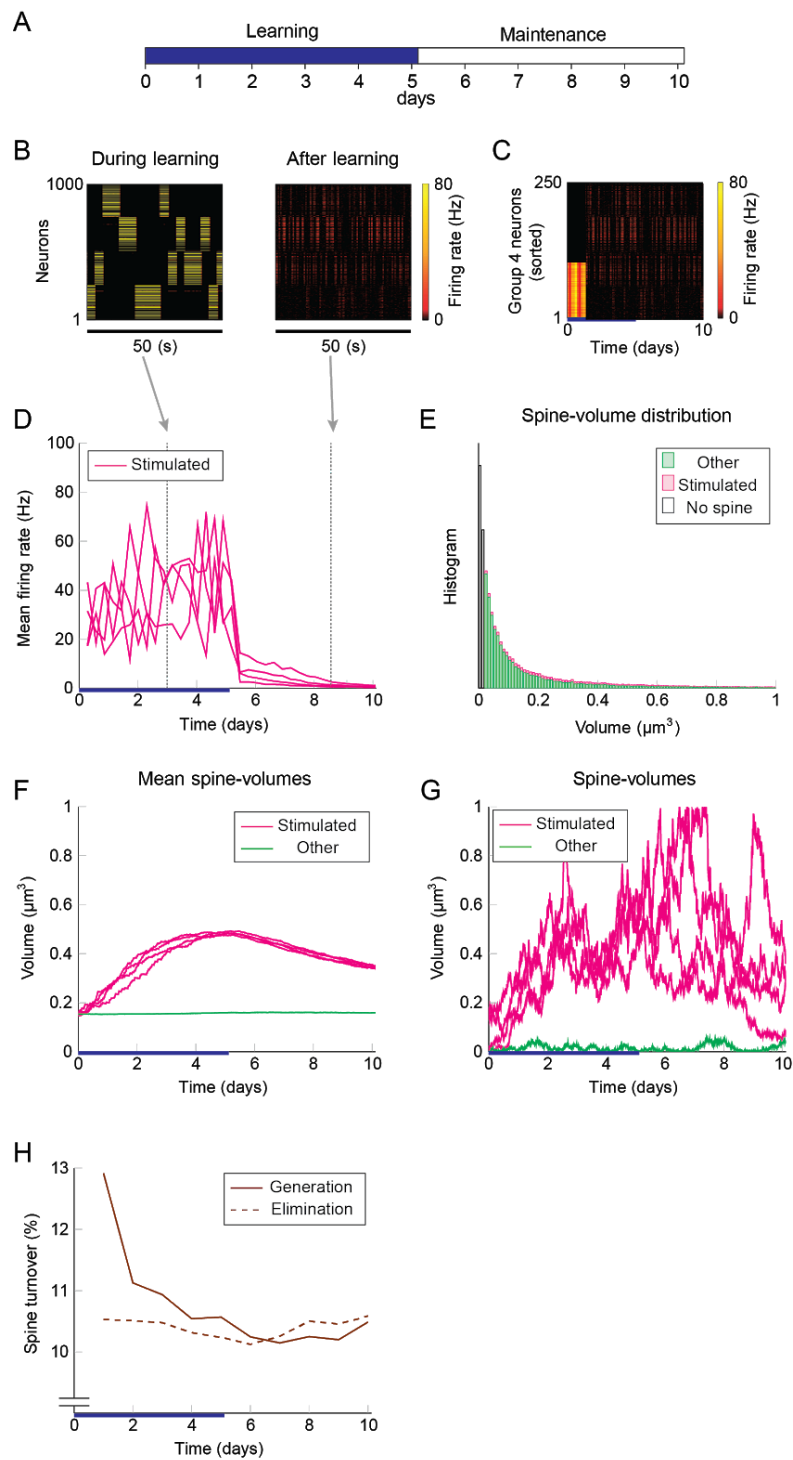 A
Learning
Maintenance
0 1 2 3 4 5 6 7 8 9 10
days
B
During learning
After learning
C
1000
Neurons
1
50 (s)
50 (s)
80
Firing rate (Hz)
0
250
Group 4 neurons
(sorted)
1
0
10
Time (days)
80
Firing rate (Hz)
0
D
100
80
60
40
20
0
Mean firing rate (Hz)
Stimulated
0 2 4 6 8 10
Time (days)
E
Spine-volume distribution
Other
Stimulated
No spine
Histogram
0 0.2 0.4 0.6 0.8 1
Volume (µm³)
F
Mean spine-volumes
1
0.8
0.6
0.4
0.2
0
Volume (µm³)
Stimulated
Other
0 2 4 6 8 10
Time (days)
G
Spine-volumes
1
0.8
0.6
0.4
0.2
0
Volume (µm³)
Stimulated
Other
0 2 4 6 8 10
Time (days)
H
13
12
11
10
Spine turnover (%)
Generation
Elimination
0 2 4 6 8 10
Time (days)